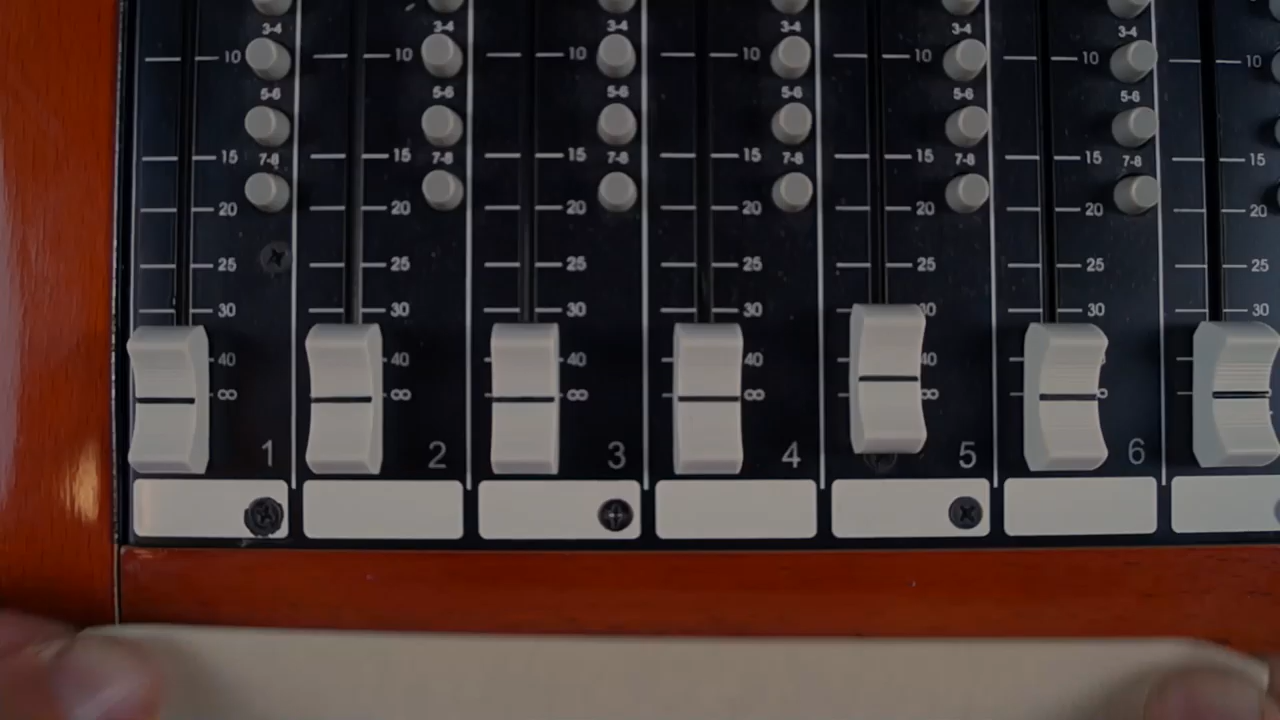 3-4 3-4 3-4 3-4 3-4 3-4
10 10 10 10 10 10 10
5-6 5-6 5-6 5-6 5-6 5-6
15 7-8 15 7-8 15 7-8 15 7-8 15 7-8 15 7-8 15
20 20 20 20 20 20 20
25 25 25 25 25 25
30 30 30 30 30 30 30
40 40 40 40 40
∞ ∞ ∞ ∞ ∞
1 2 3 4 5 6